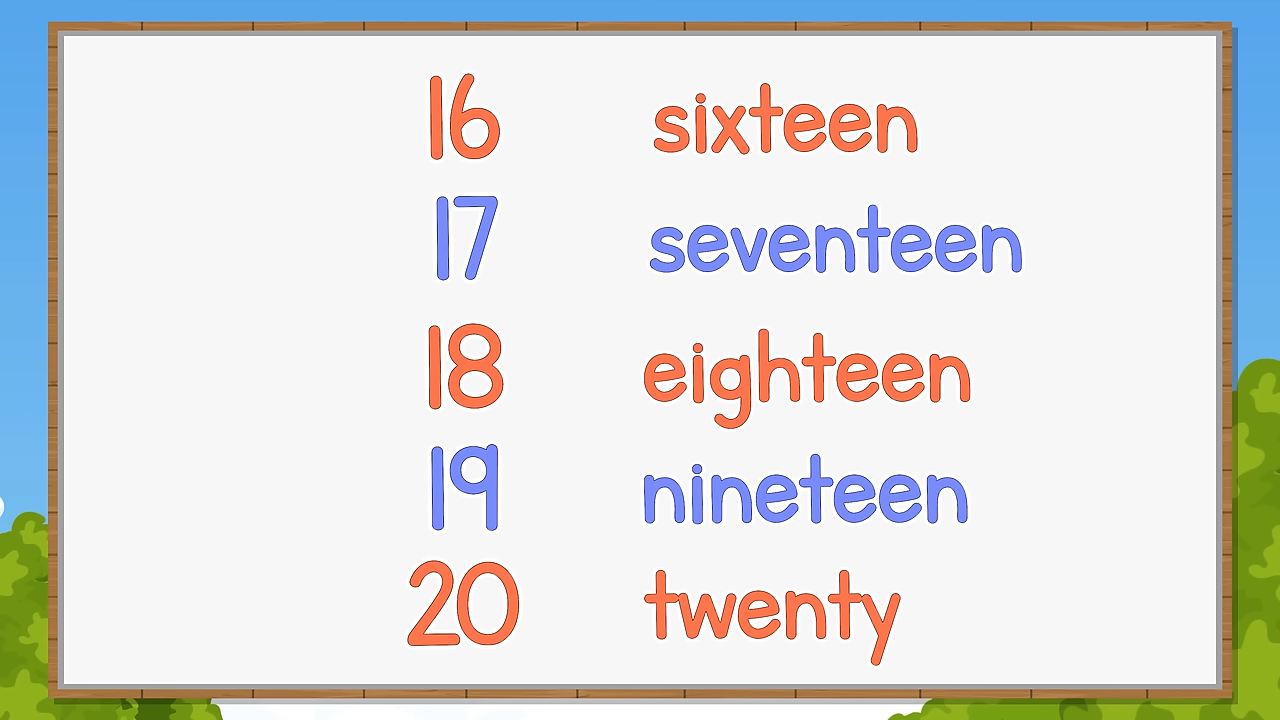 16 sixteen
17 seventeen
18 eighteen
19 nineteen
20 twenty